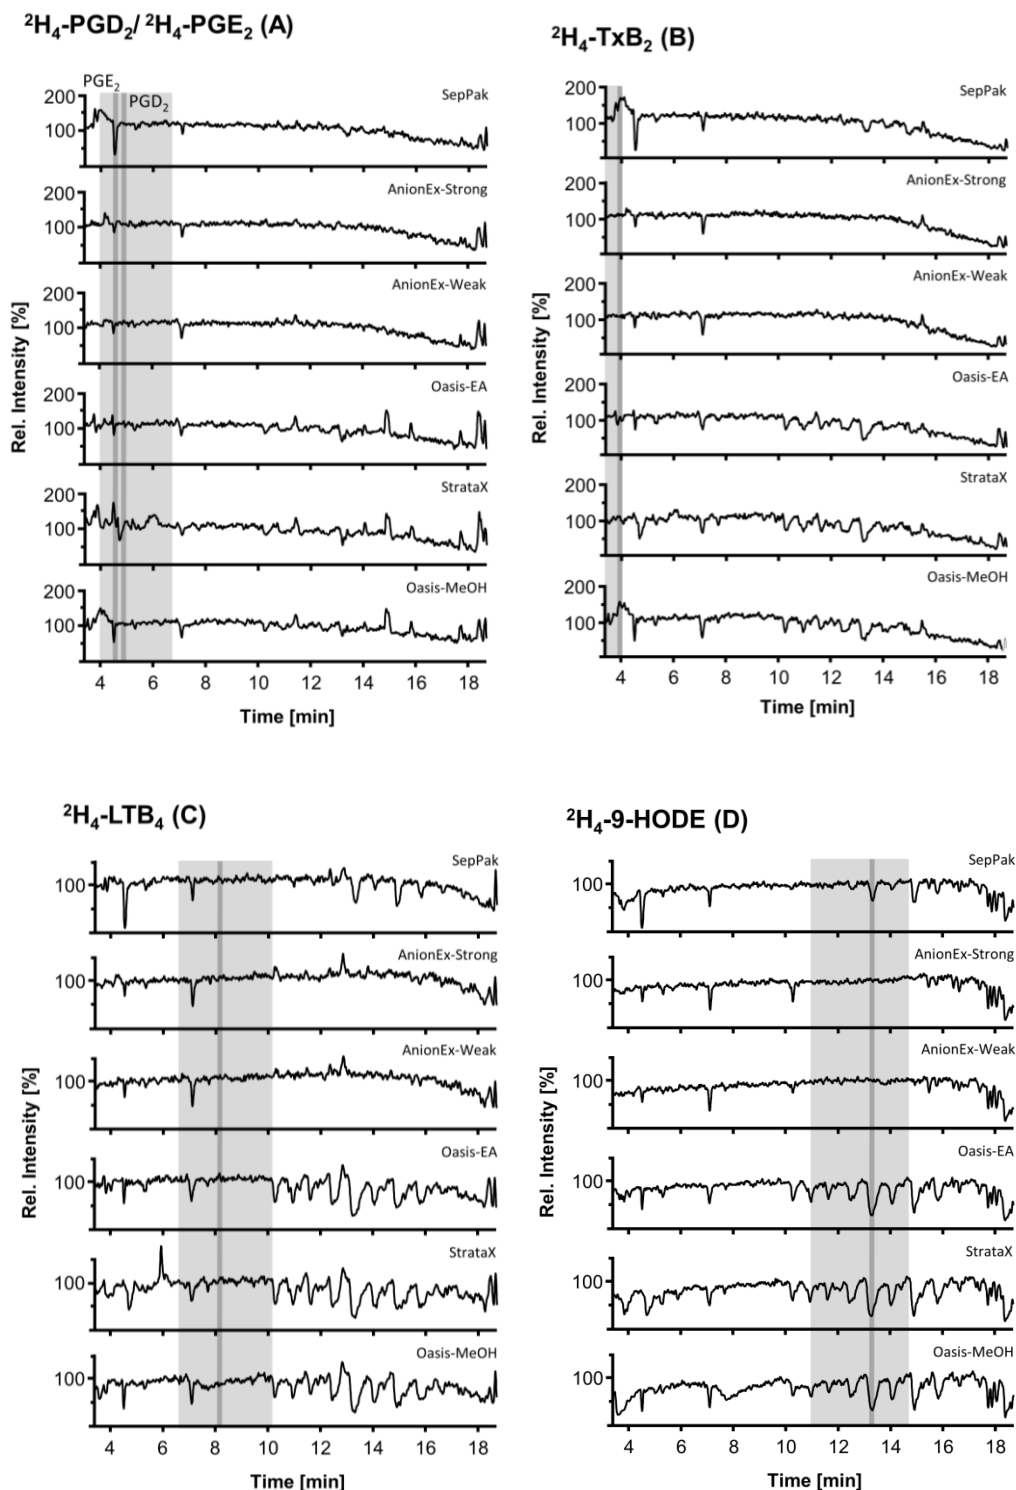 ²H₄-PGD₂/ ²H₄-PGE₂ (A)
PGE₂
PGD₂
Rel. Intensity [%]
200
100
SepPak
200
100
AnionEx-Strong
200
100
AnionEx-Weak
200
100
Oasis-EA
200
100
StrataX
200
100
Oasis-MeOH
4 6 8 10 12 14 16 18
Time [min]
²H₄-TxB₂ (B)
Rel. Intensity [%]
200
100
SepPak
200
100
AnionEx-Strong
200
100
AnionEx-Weak
200
100
Oasis-EA
200
100
StrataX
200
100
Oasis-MeOH
4 6 8 10 12 14 16 18
Time [min]
²H₄-LTB₄ (C)
Rel. Intensity [%]
100
SepPak
100
AnionEx-Strong
100
AnionEx-Weak
100
Oasis-EA
100
StrataX
100
Oasis-MeOH
4 6 8 10 12 14 16 18
Time [min]
²H₄-9-HODE (D)
Rel. Intensity [%]
100
SepPak
100
AnionEx-Strong
100
AnionEx-Weak
100
Oasis-EA
100
StrataX
100
Oasis-MeOH
4 6 8 10 12 14 16 18
Time [min]